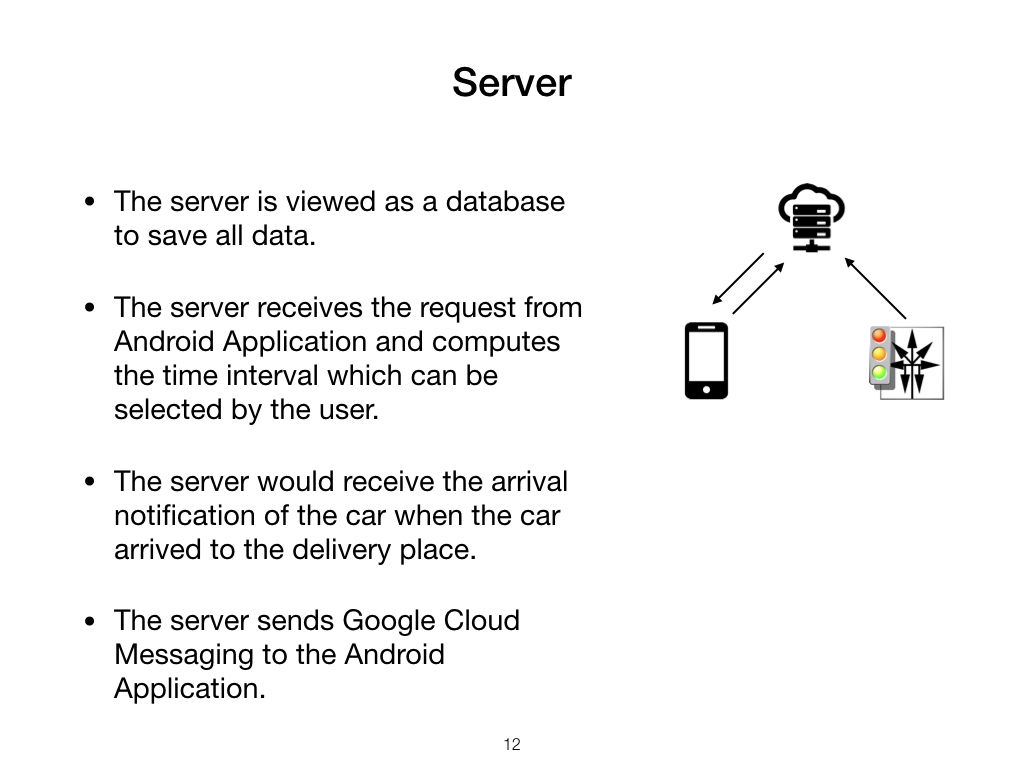 Server
• The server is viewed as a database
to save all data.
• The server receives the request from
Android Application and computes
the time interval which can be
selected by the user.
• The server would receive the arrival
notification of the car when the car
arrived to the delivery place.
• The server sends Google Cloud
Messaging to the Android
Application.
12